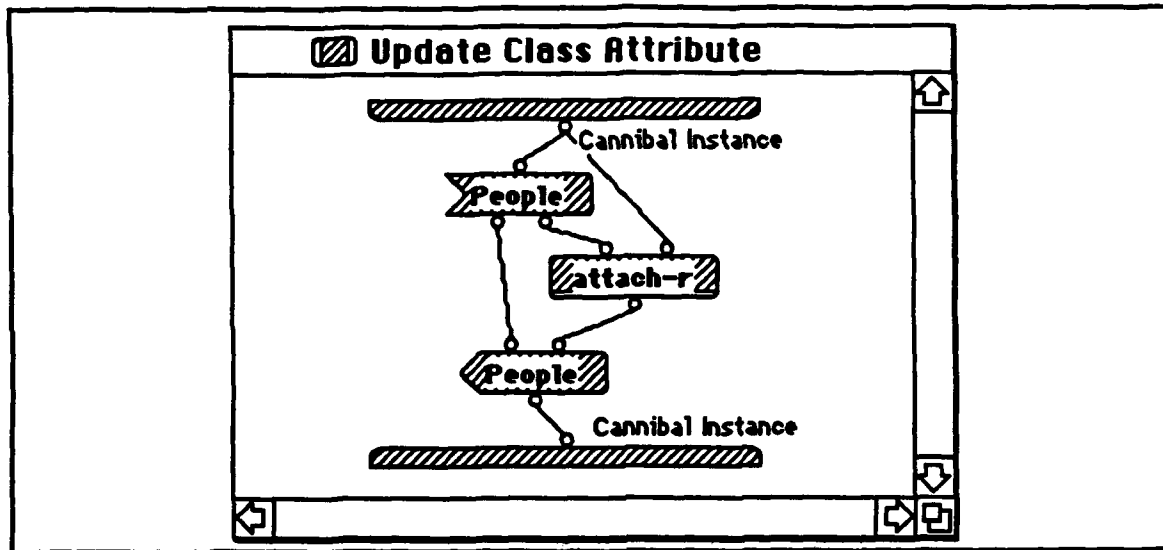 Update Class Attribute
Cannibal Instance
People
attach-r
People
Cannibal Instance